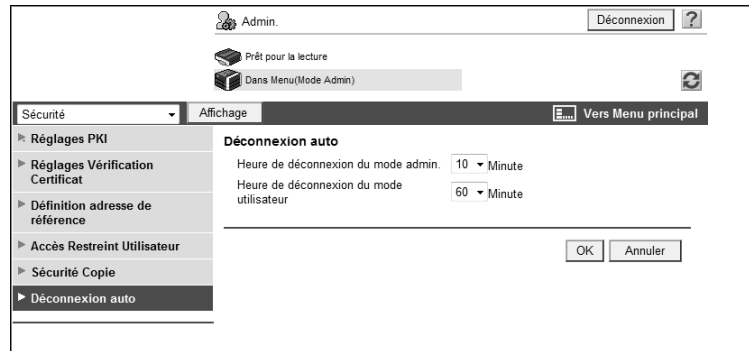 Admin.
Déconnexion
?
Prêt pour la lecture
Dans Menu(Mode Admin)
Sécurité
Affichage
Vers Menu principal
Réglages PKI
Réglages Vérification
Certificat
Définition adresse de
référence
Accès Restreint Utilisateur
Sécurité Copie
Déconnexion auto
Déconnexion auto
Heure de déconnexion du mode admin. 10 Minute
Heure de déconnexion du mode
utilisateur 60 Minute
OK Annuler